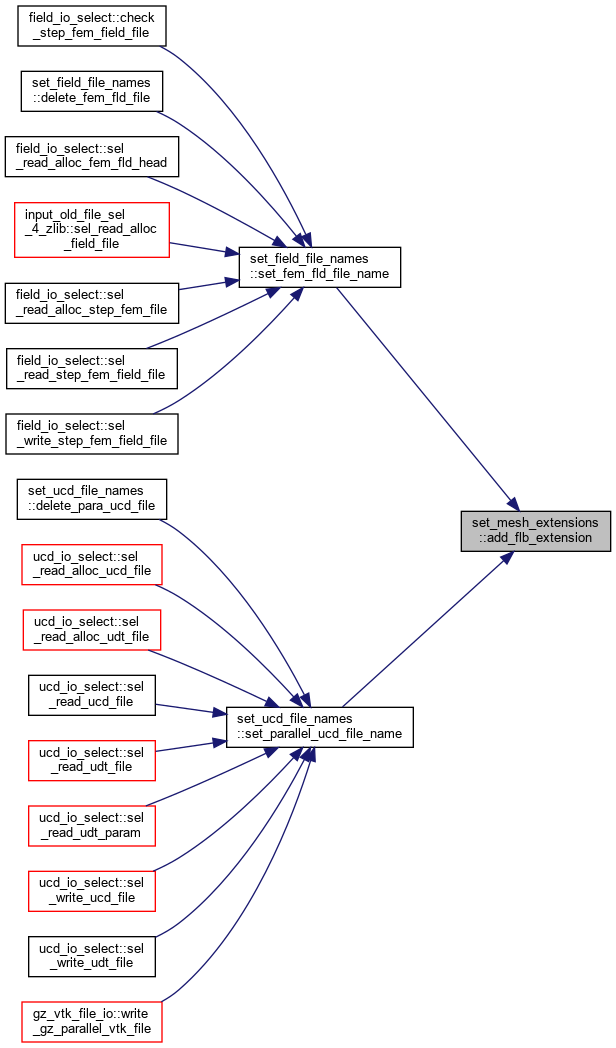 field_io_select::check
_step_fem_field_file
set_field_file_names
::delete_fem_fld_file
field_io_select::sel
_read_alloc_fem_fld_head
input_old_file_sel
_4_zlib::sel_read_alloc
_field_file
field_io_select::sel
_read_alloc_step_fem_file
field_io_select::sel
_read_step_fem_field_file
field_io_select::sel
_write_step_fem_field_file
set_field_file_names
::set_fem_fld_file_name
set_ucd_file_names
::delete_para_ucd_file
ucd_io_select::sel
_read_alloc_ucd_file
ucd_io_select::sel
_read_alloc_udt_file
ucd_io_select::sel
_read_ucd_file
ucd_io_select::sel
_read_udt_file
ucd_io_select::sel
_read_udt_param
ucd_io_select::sel
_write_ucd_file
ucd_io_select::sel
_write_udt_file
gz_vtk_file_io::write
_gz_parallel_vtk_file
set_ucd_file_names
::set_parallel_ucd_file_name
set_mesh_extensions
::add_flb_extension